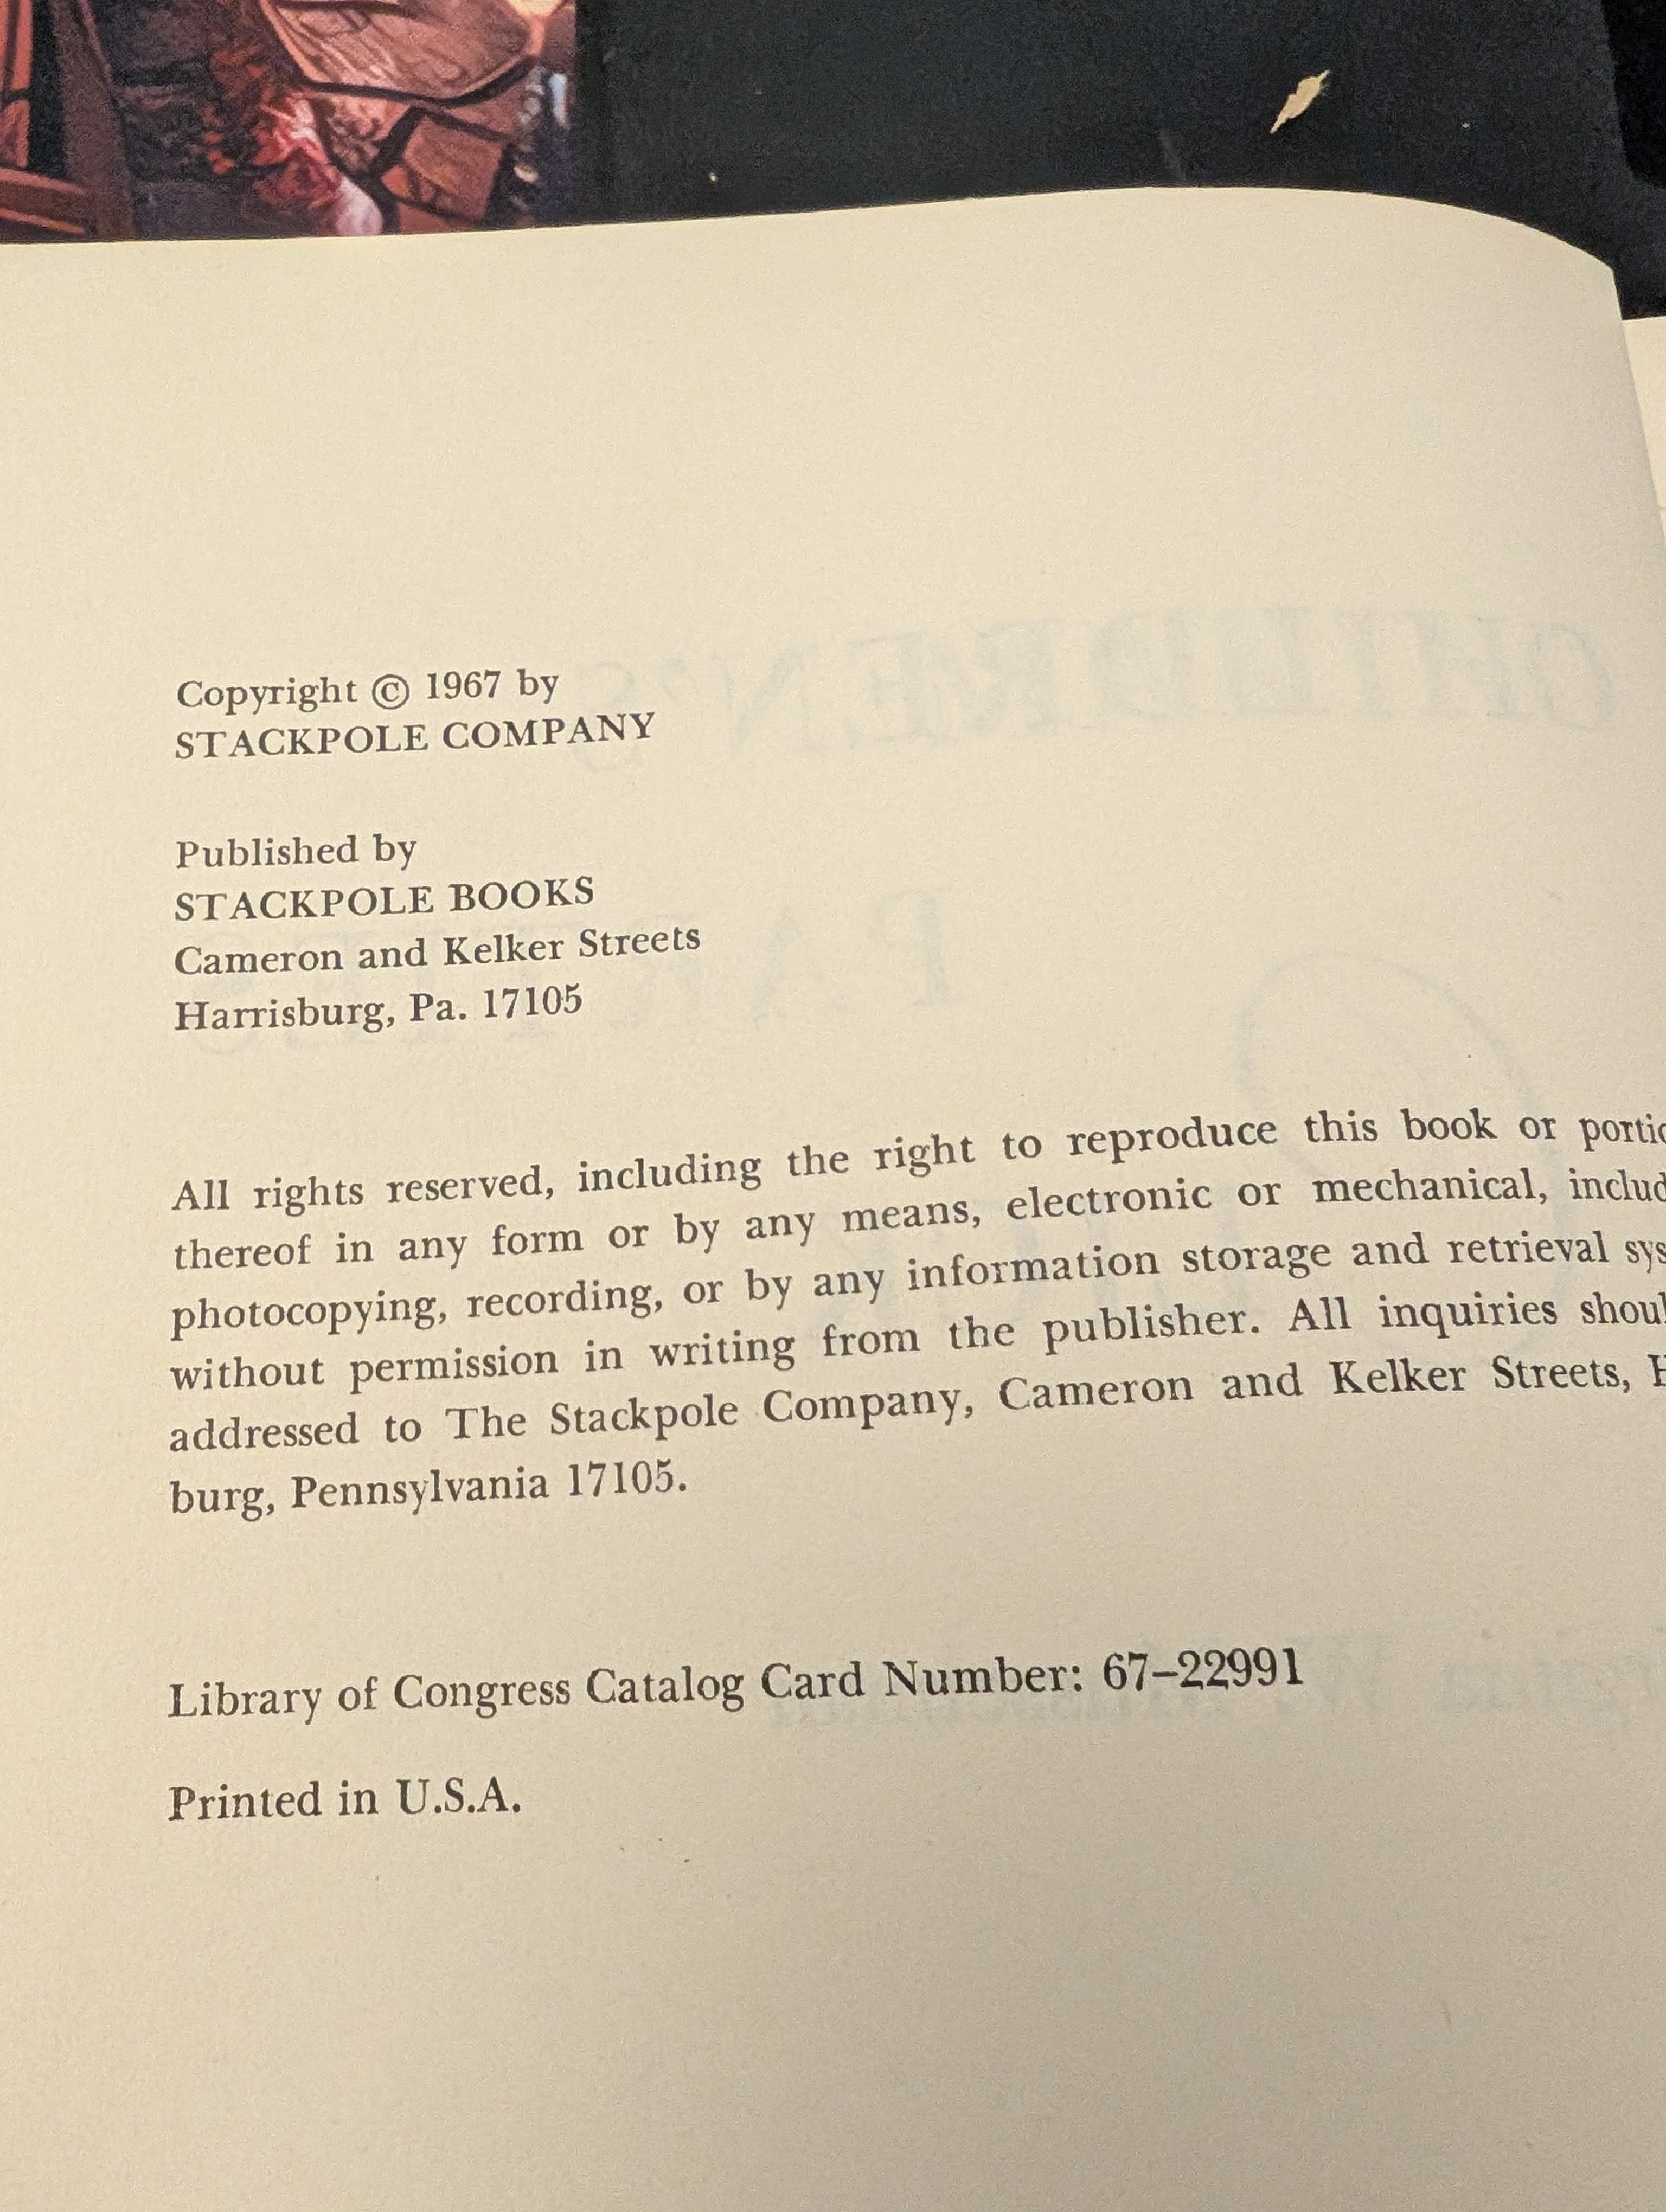 Copyright © 1967 by
STACKPOLE COMPANY
Published by
STACKPOLE BOOKS
Cameron and Kelker Streets
Harrisburg, Pa. 17105
All rights reserved, including the right to reproduce this book or portio
thereof in any form or by any means, electronic or mechanical, includ
photocopying, recording, or by any information storage and retrieval sys
without permission in writing from the publisher. All inquiries shoul
addressed to The Stackpole Company, Cameron and Kelker Streets, H
burg, Pennsylvania 17105.
Library of Congress Catalog Card Number: 67–22991
Printed in U.S.A.